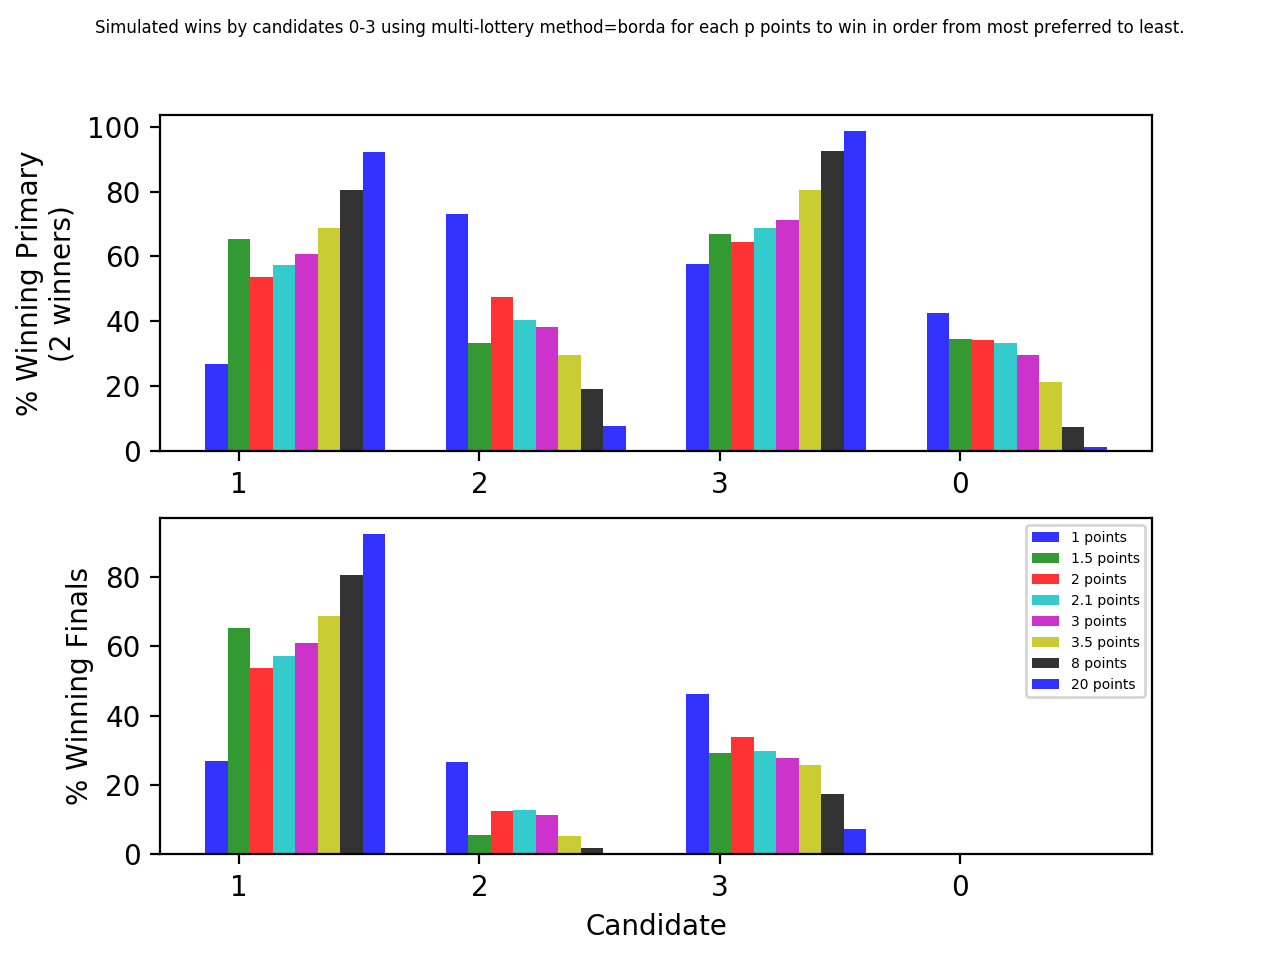 Simulated wins by candidates 0-3 using multi-lottery method=borda for each p points to win in order from most preferred to least.
% Winning Primary
(2 winners)
100
80
60
40
20
0
1
2
3
0
% Winning Finals
80
60
40
20
0
1 points
1.5 points
2 points
2.1 points
3 points
3.5 points
8 points
20 points
1
2
3
0
Candidate